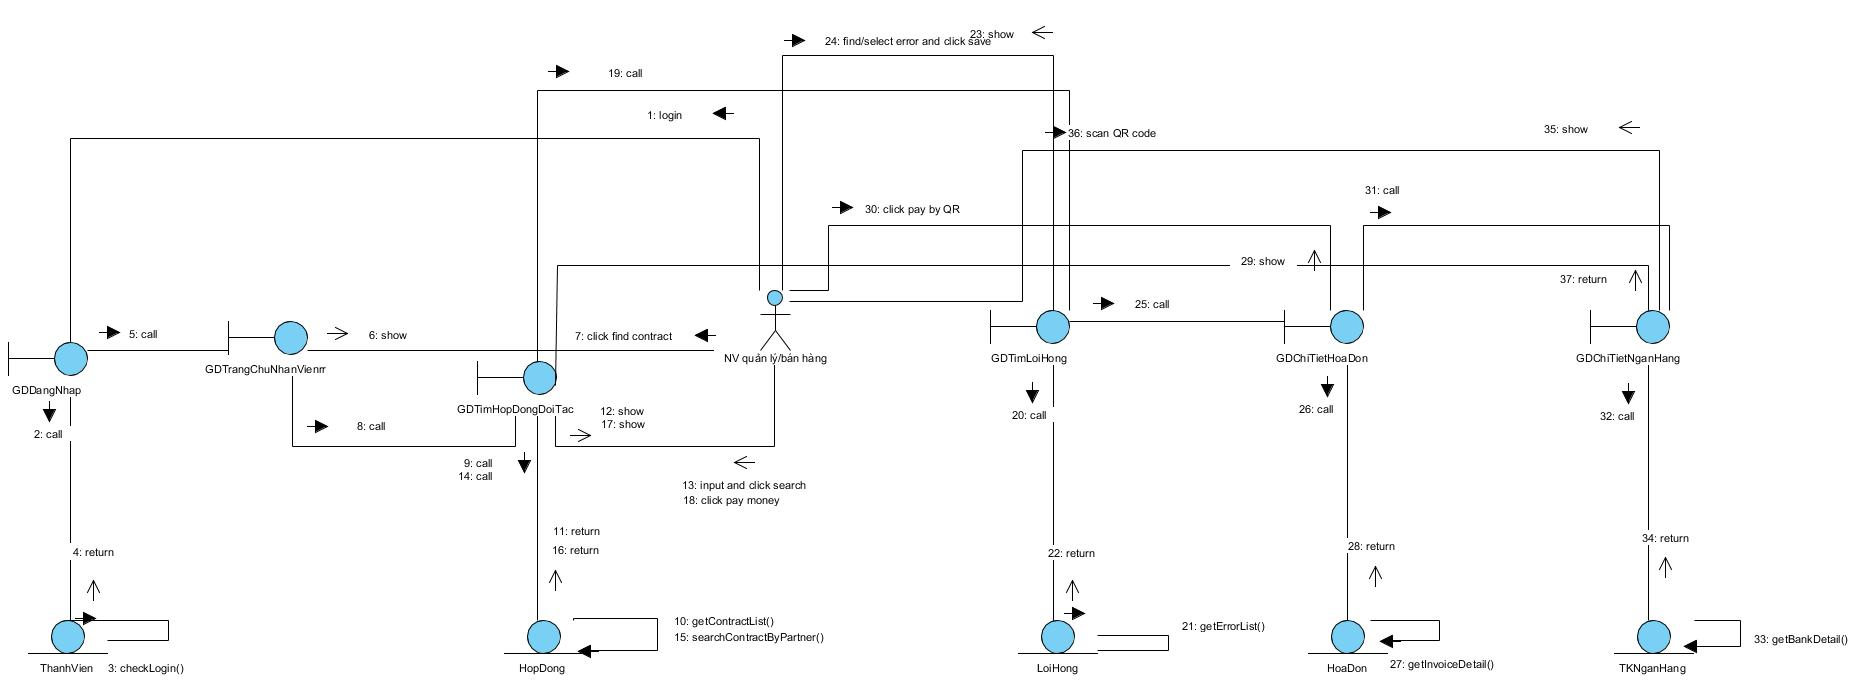 23: show
24: find/select error and click save
19: call
1: login
36: scan QR code
35: show
31: call
30: click pay by QR
29: show
37: return
25: call
5: call
6: show
7: click find contract
NV quản lý/bán hàng
GDTimLoiHong
GDChiTietHoaDon
GDChiTietNganHang
GDTrangChuNhanVienrr
GDDangNhap
GDTimHopDongDoiTac
12: show
17: show
20: call
26: call
32: call
2: call
8: call
9: call
14: call
13: input and click search
18: click pay money
11: return
16: return
4: return
22: return
28: return
34: return
10: getContractList()
15: searchContractByPartner()
21: getErrorList()
33: getBankDetail()
27: getInvoiceDetail()
ThanhVien
3: checkLogin()
HopDong
LoiHong
HoaDon
TKNganHang